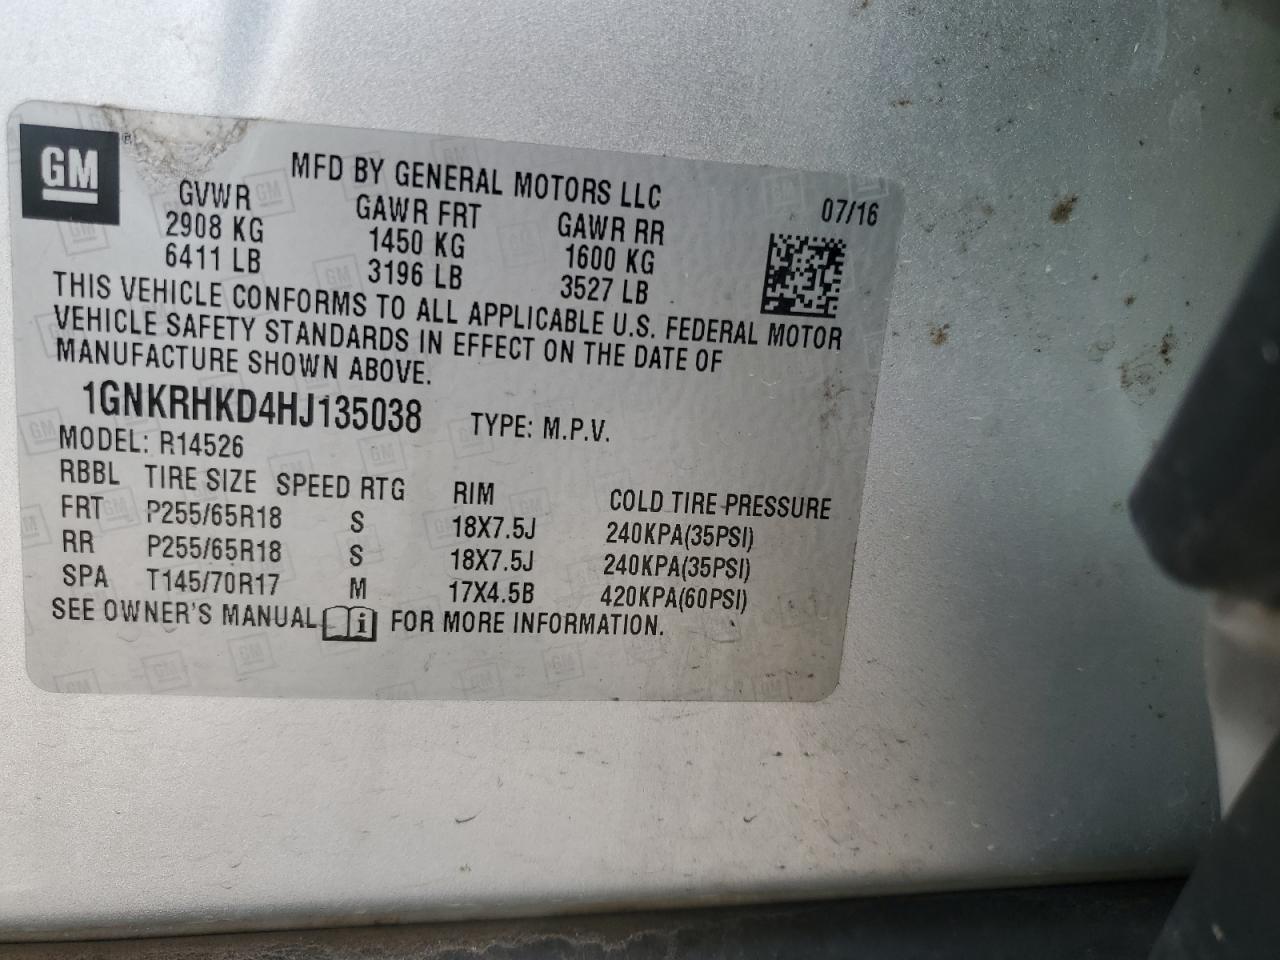 GM
MFD BY GENERAL MOTORS LLC
07/16
GVWR GAWR FRT GAWR RR
2908 KG 1450 KG 1600 KG
6411 LB 3196 LB 3527 LB
THIS VEHICLE CONFORMS TO ALL APPLICABLE U.S. FEDERAL MOTOR
VEHICLE SAFETY STANDARDS IN EFFECT ON THE DATE OF
MANUFACTURE SHOWN ABOVE.
1GNKRHKD4HJ135038 TYPE: M.P.V.
MODEL: R14526
RBBL TIRE SIZE SPEED RTG RIM COLD TIRE PRESSURE
FRT P255/65R18 S 18X7.5J 240KPA(35PSI)
RR P255/65R18 S 18X7.5J 240KPA(35PSI)
SPA T145/70R17 M 17X4.5B 420KPA(60PSI)
SEE OWNER'S MANUAL i FOR MORE INFORMATION.